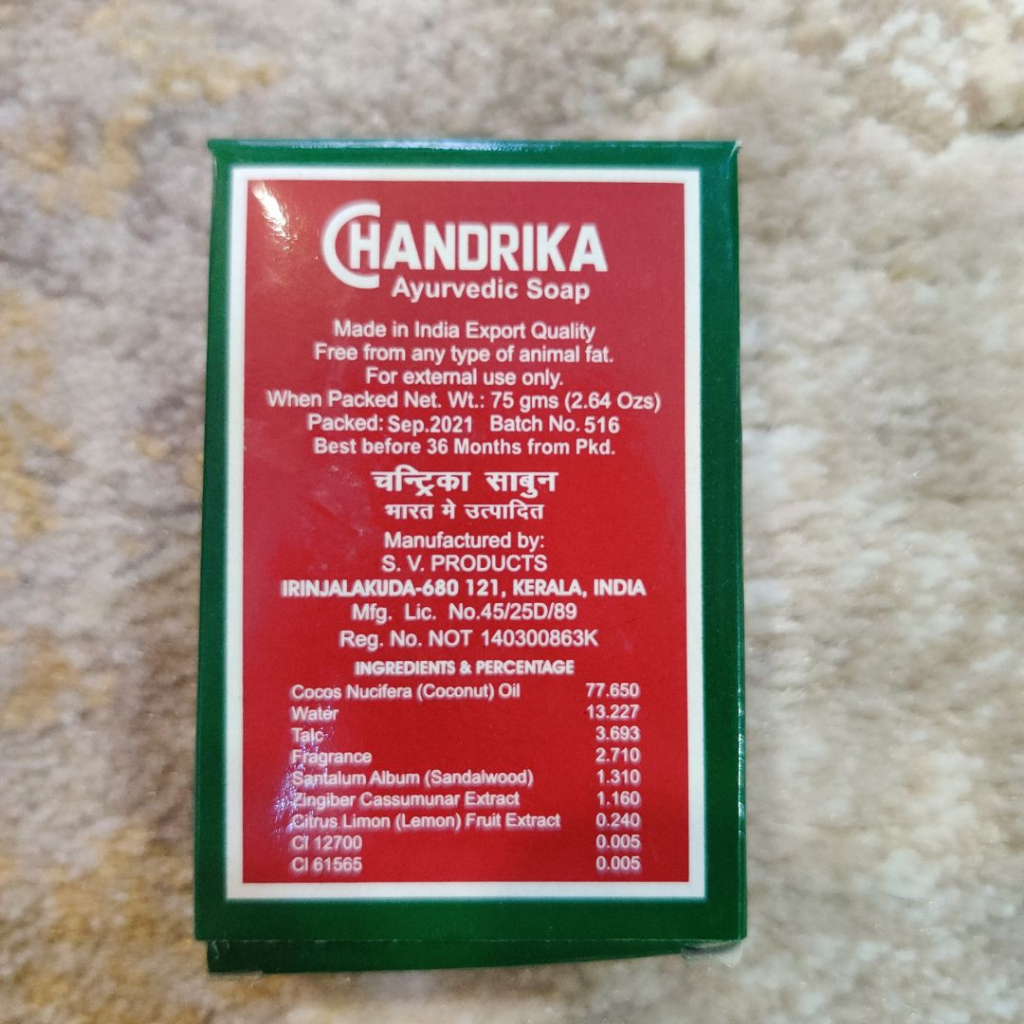 CHANDRIKA
Ayurvedic Soap
Made in India Export Quality
Free from any type of animal fat.
For external use only.
When Packed Net. Wt.: 75 gms (2.64 Ozs)
Packed: Sep.2021 Batch No. 516
Best before 36 Months from Pkd.
चन्ट्रिका साबुन
भारत मे उत्पादित
Manufactured by:
S. V. PRODUCTS
IRINJALAKUDA-680 121, KERALA, INDIA
Mfg. Lic. No.45/25D/89
Reg. No. NOT 140300863K
INGREDIENTS & PERCENTAGE
Cocos Nucifera (Coconut) Oil 77.650
Water 13.227
Talc 3.693
Fragrance 2.710
Santalum Album (Sandalwood) 1.310
Zingiber Cassumunar Extract 1.160
Citrus Limon (Lemon) Fruit Extract 0.240
CI 12700 0.005
CI 61565 0.005